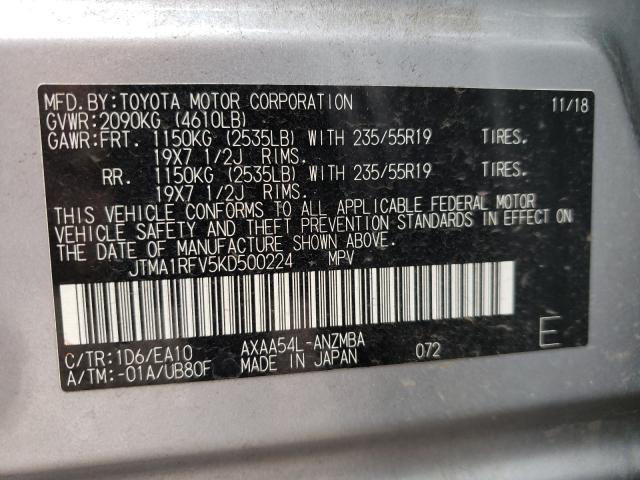 MFD.BY:TOYOTA MOTOR CORPORATION 11/18
GVWR:2090KG (4610LB)
GAWR:FRT. 1150KG (2535LB) WITH 235/55R19 TIRES.
19X7 1/2J RIMS.
RR. 1150KG (2535LB) WITH 235/55R19 TIRES.
19X7 1/2J RIMS.
THIS VEHICLE CONFORMS TO ALL APPLICABLE FEDERAL MOTOR
VEHICLE SAFETY AND THEFT PREVENTION STANDARDS IN EFFECT ON
THE DATE OF MANUFACTURE SHOWN ABOVE.
JTMA1RFV5KD500224 MPV
C/TR:1D6/EA10 AXAA54L-ANZMBA
A/TM:-01A/UB80F MADE IN JAPAN 072 E